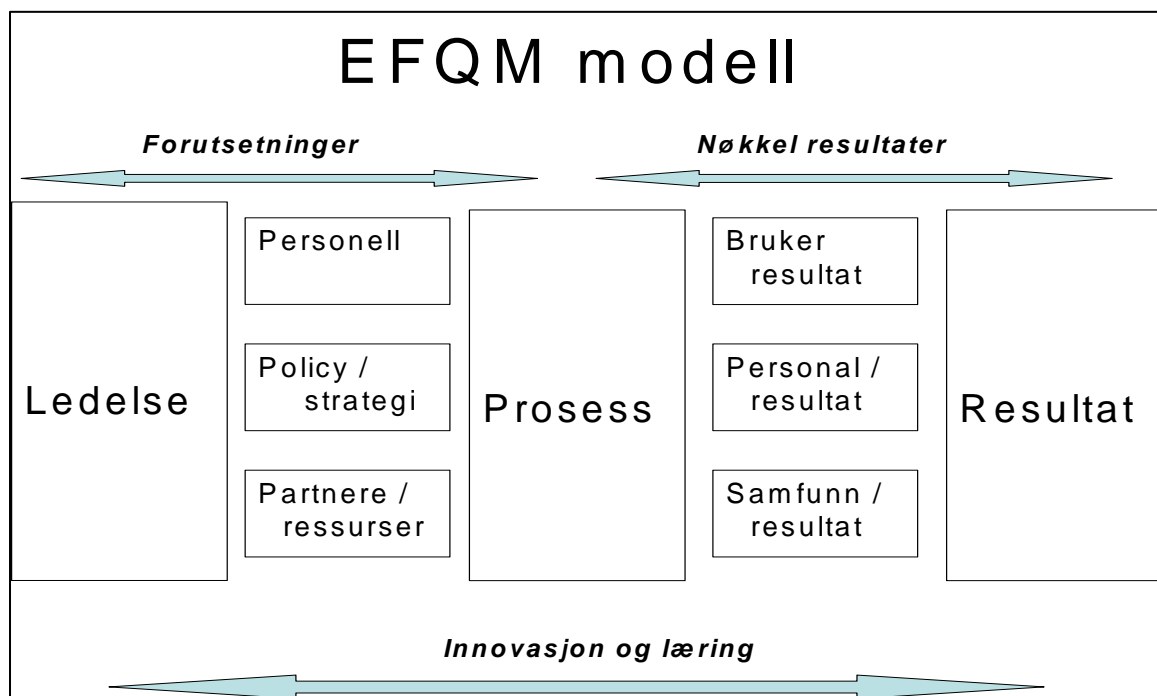 EFQM modell
Forutsetninger
Nøkkel resultater
Ledelse
Personell
Policy /
strategi
Partnere /
ressurser
Prosess
Bruker
resultat
Personal /
resultat
Samfunn /
resultat
Resultat
Innovasjon og læring